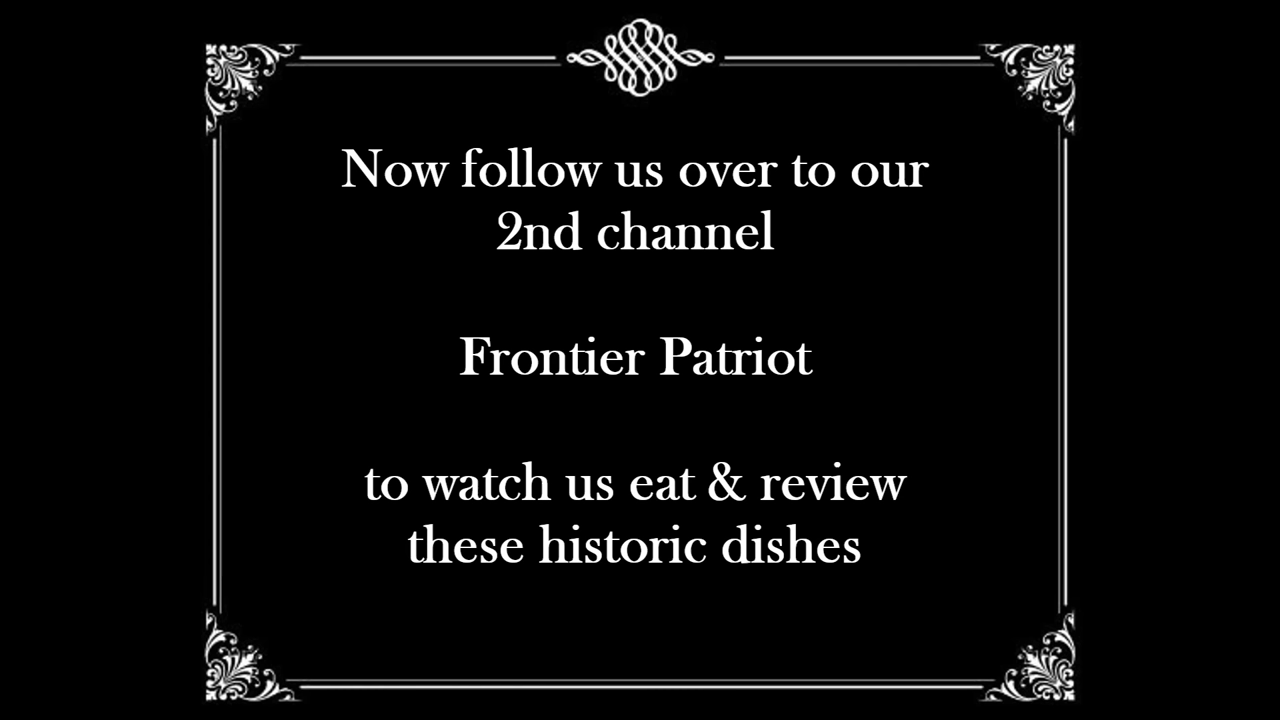 Now follow us over to our
2nd channel
Frontier Patriot
to watch us eat & review
these historic dishes